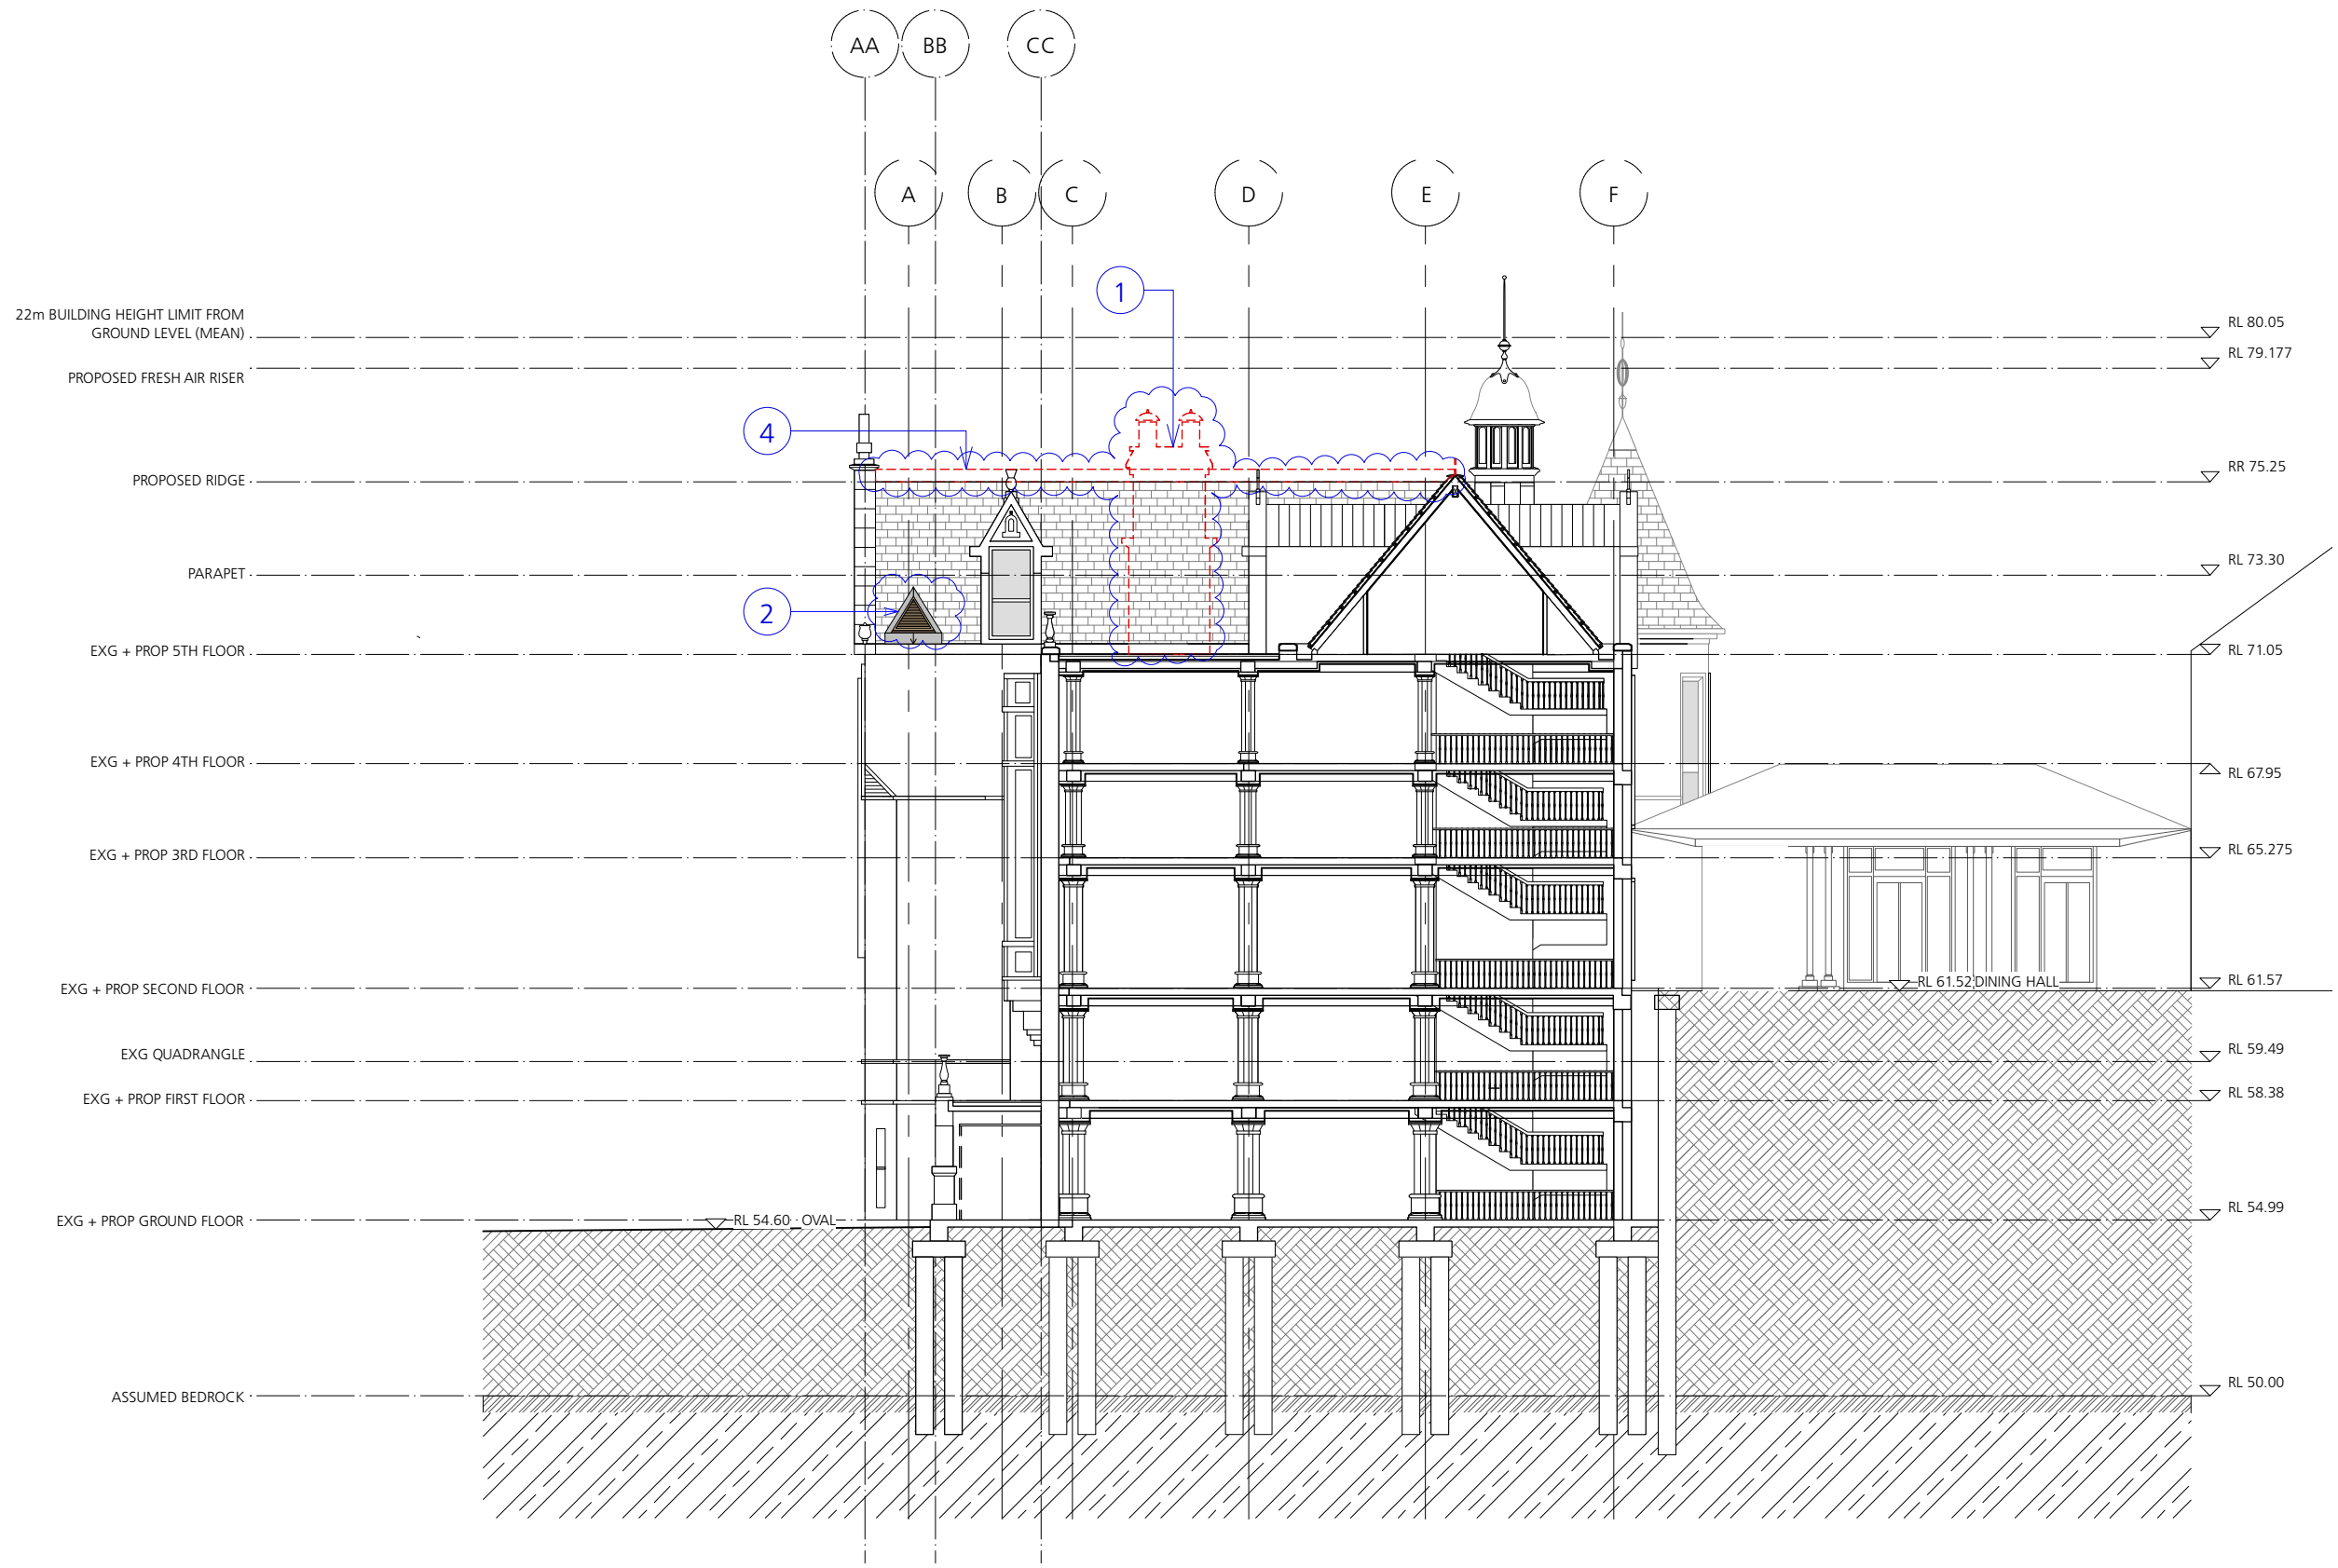 AA BB CC
A B C D E F
1
22m BUILDING HEIGHT LIMIT FROM
GROUND LEVEL (MEAN)
RL 80.05
PROPOSED FRESH AIR RISER
RL 79.177
4
PROPOSED RIDGE
RR 75.25
PARAPET
RL 73.30
2
EXG + PROP 5TH FLOOR
RL 71.05
EXG + PROP 4TH FLOOR
RL 67.95
EXG + PROP 3RD FLOOR
RL 65.275
EXG + PROP SECOND FLOOR
RL 61.52 DINING HALL
RL 61.57
EXG QUADRANGLE
RL 59.49
EXG + PROP FIRST FLOOR
RL 58.38
EXG + PROP GROUND FLOOR
RL 54.60 OVAL
RL 54.99
ASSUMED BEDROCK
RL 50.00